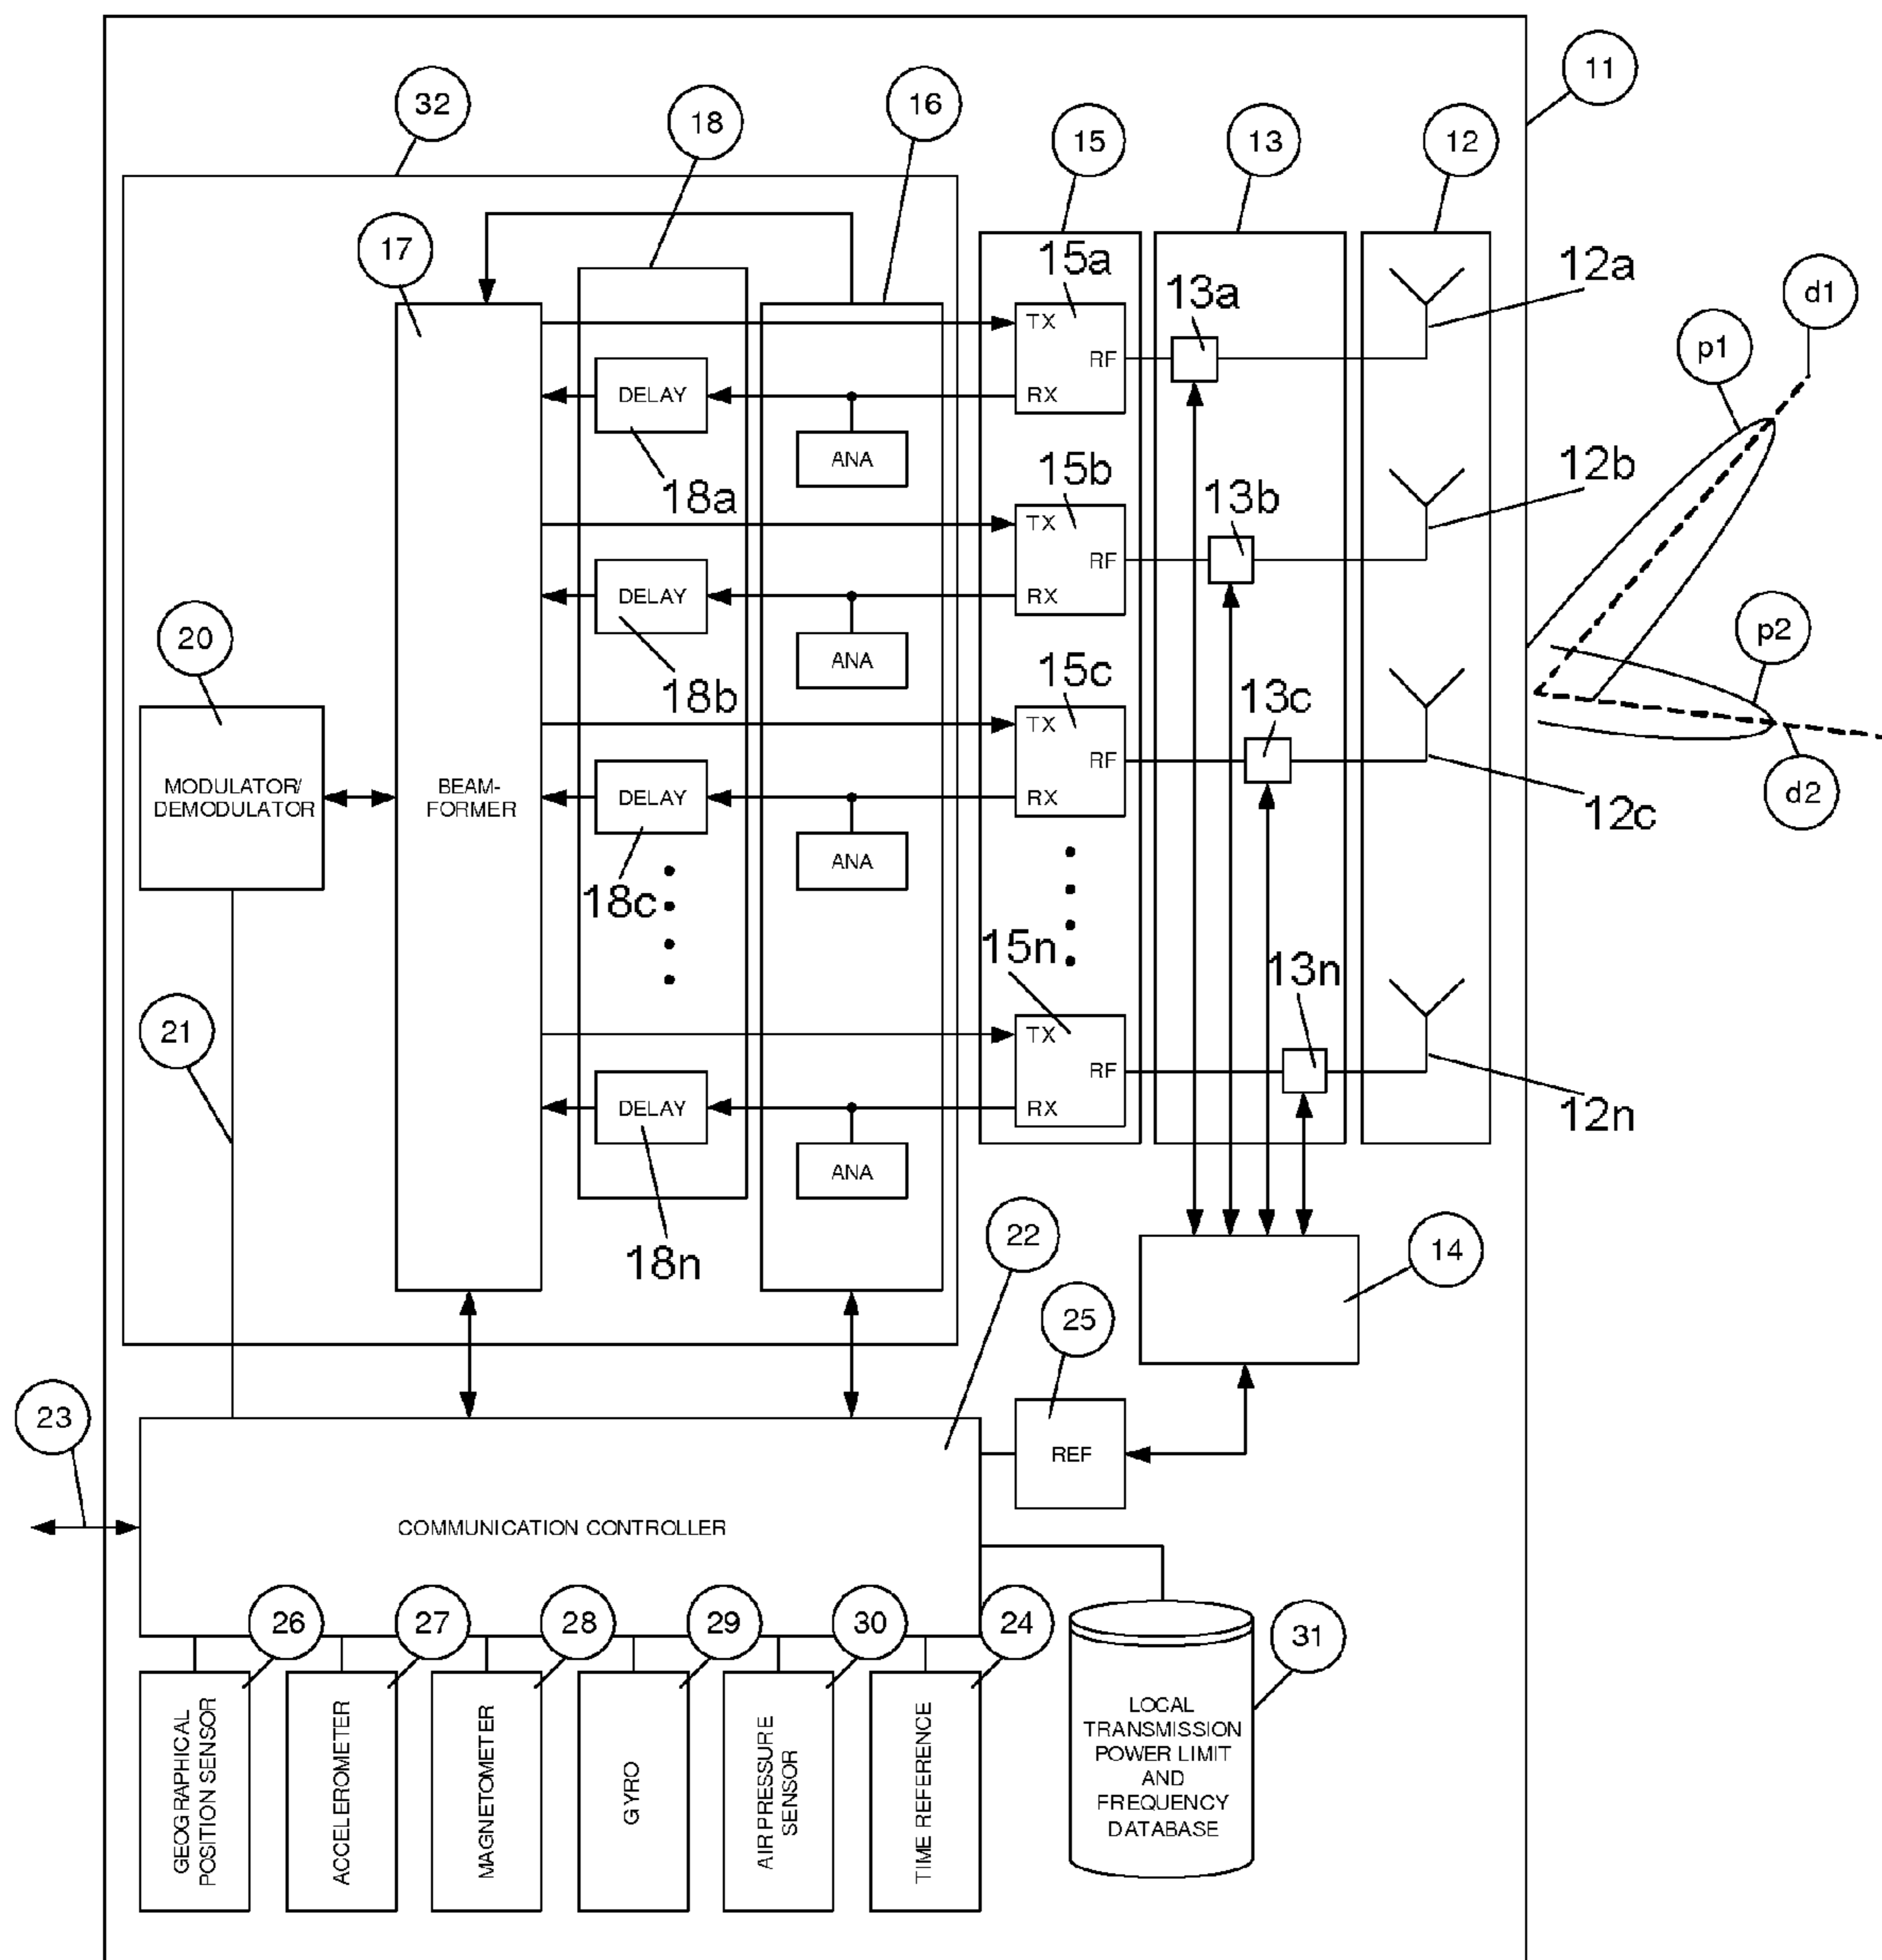 11
32
16
18
15
13
12
17
15a
12a
13a
d1
TX
p1
RF
DELAY
RX
ANA
15b
12b
18a
13b
TX
RF
DELAY
RX
p2
20
ANA
15c
18b
13c
TX
RF
MODULATOR/
DEMODULATOR
BEAM-
FORMER
DELAY
RX
d2
12c
ANA
18c
15n
13n
21
TX
RF
DELAY
RX
12n
ANA
22
18n
14
25
23
REF
COMMUNICATION CONTROLLER
26
27
28
29
30
24
31
GEOGRAPHICAL
POSITION SENSOR
ACCELEROMETER
MAGNETOMETER
GYRO
AIR PRESSURE
SENSOR
TIME REFERENCE
LOCAL
TRANSMISSION
POWER LIMIT
AND
FREQUENCY
DATABASE